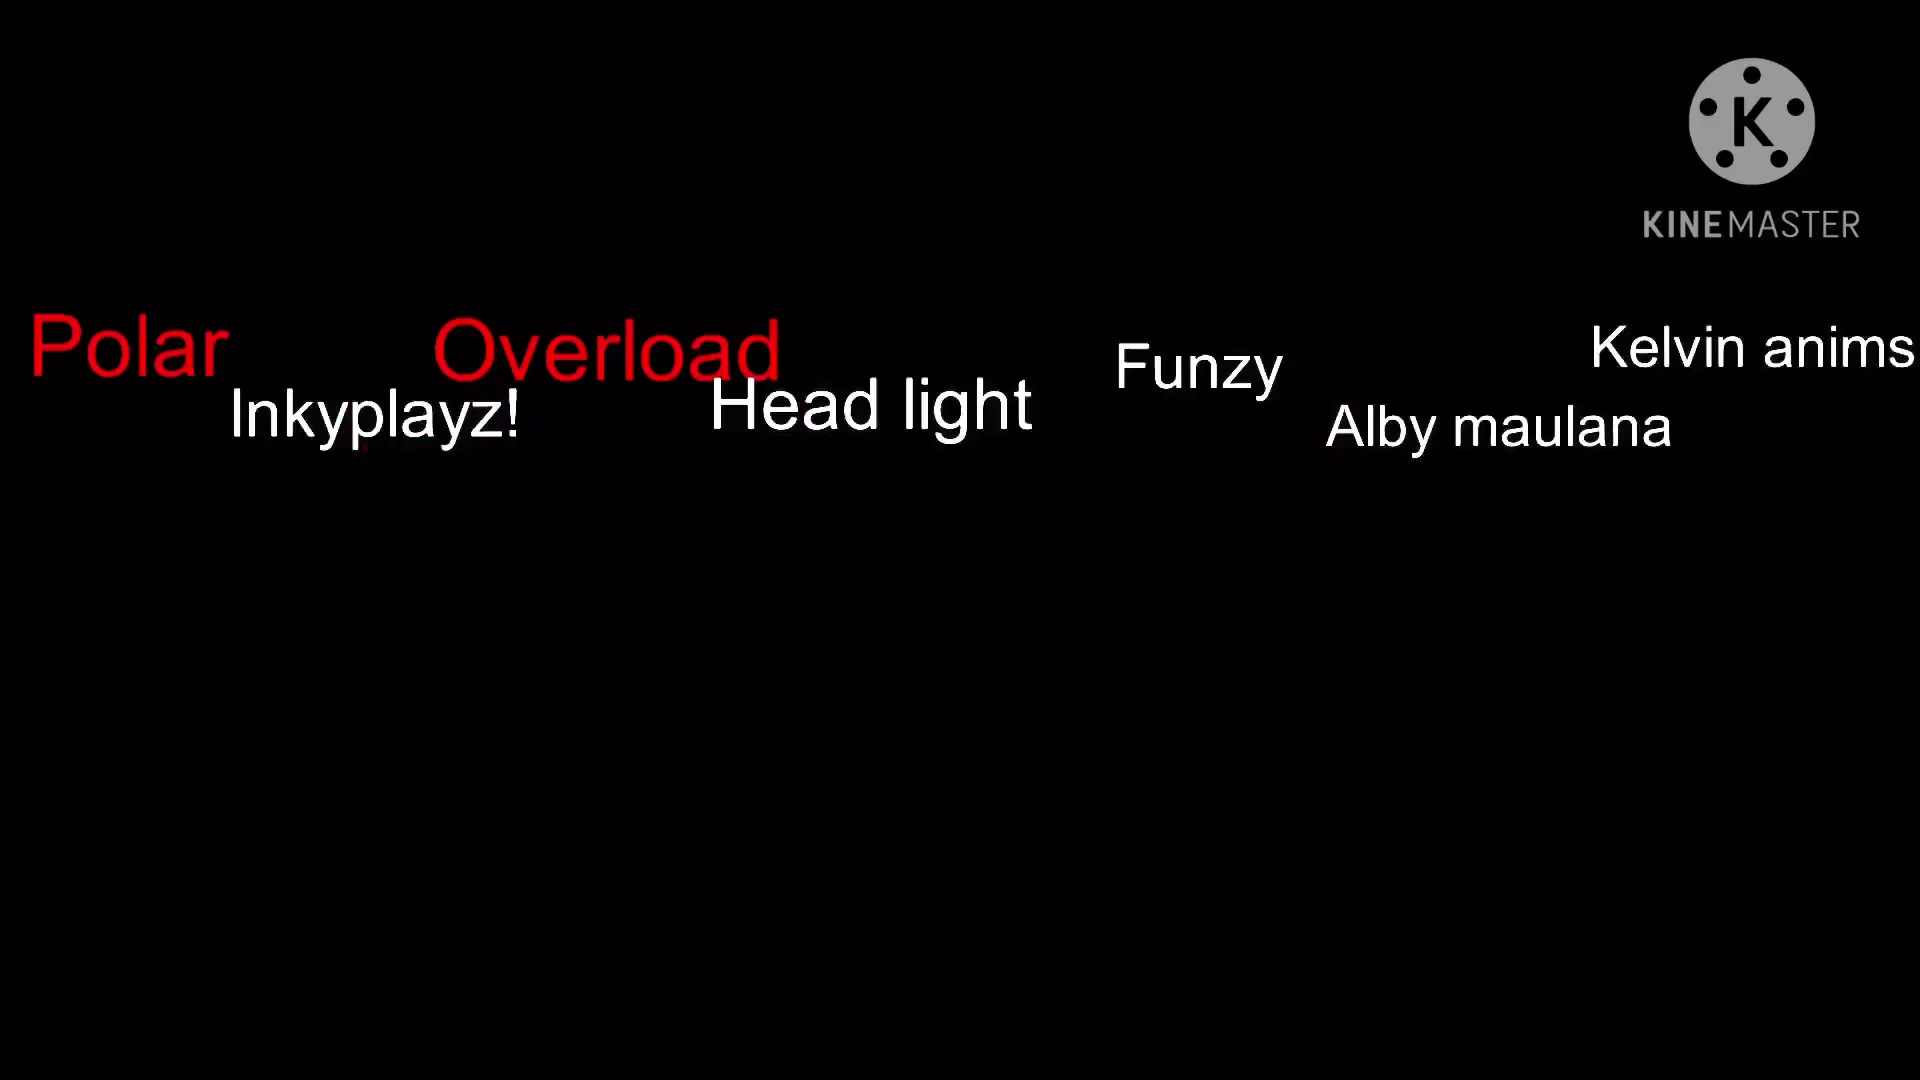 K
KINEMASTER
Polar
Inkyplayz!
Overload
Head light
Funzy
Alby maulana
Kelvin anims